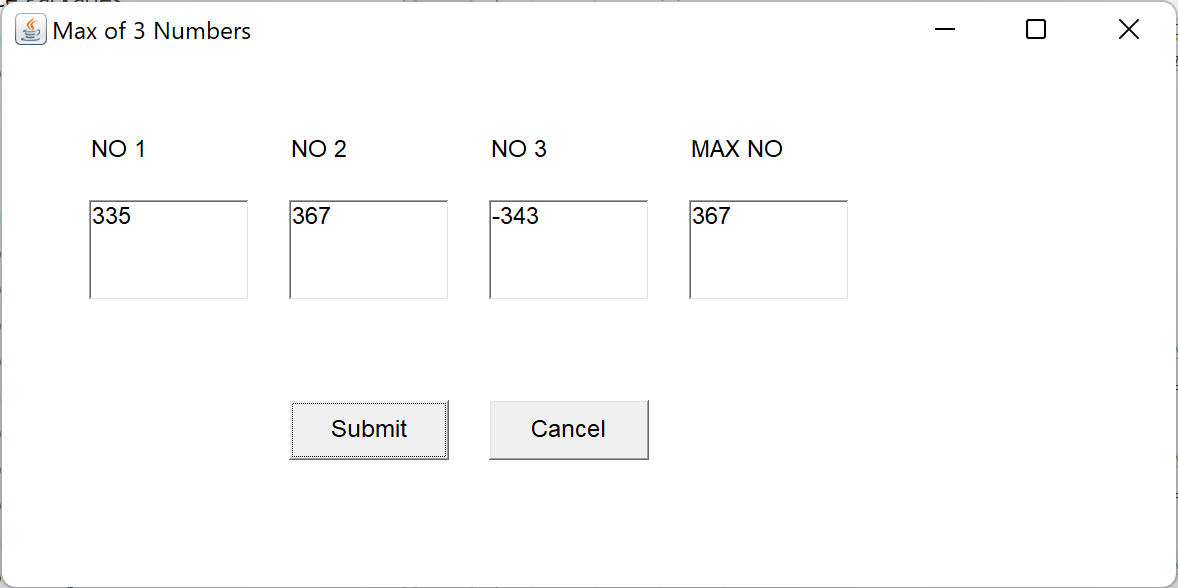 Max of 3 Numbers
NO 1 NO 2 NO 3 MAX NO
335 367 -343 367
Submit Cancel